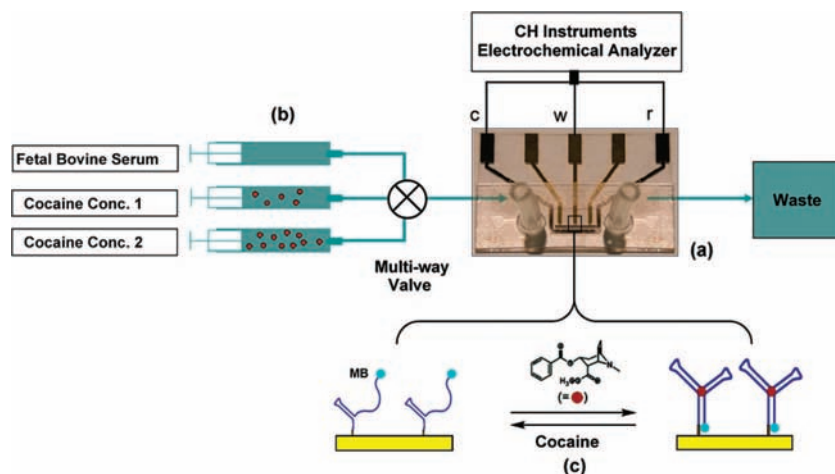 CH Instruments
Electrochemical Analyzer
(b)
C
W
r
Fetal Bovine Serum
Cocaine Conc. 1
Cocaine Conc. 2
Multi-way
Valve
(a)
Waste
MB
O
O
N
H₃CO
O
(= )
Cocaine
(c)